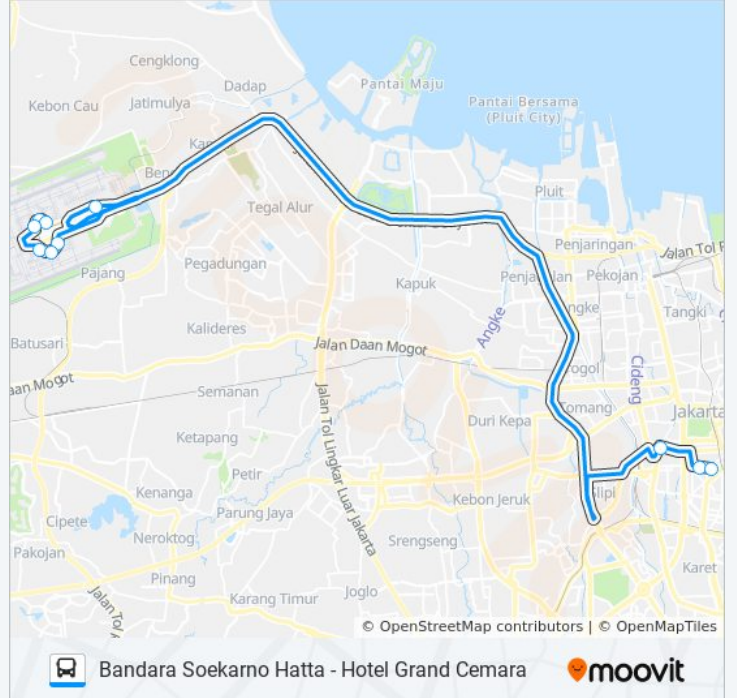 Cengklong
Dadap
Pantai Maju
Kebon Cau
Jatimulya
Pantai Bersama
(Pluit City)
Pluit
Tegal Alur
Penjaringan
Pegadungan
Jalan Tol
Pajang
Kapuk
Pekojan
Tangki
Kalideres
Angke
Batusari
Jalan Daan Mogot
Cideng
aan Mogot
Semanan
Tomang
Jakarta
Duri Kepa
Ketapang
Jalan Tol Lingkar Luar Jakarta
Petir
Kenanga
Kebon Jeruk
Slipi
Parung Jaya
Cipete
Neroktog
Srengseng
Pakojan
Pinang
Karet
Jalan Tol
Joglo
Karang Timur
© OpenStreetMap contributors | © OpenMapTiles
Bandara Soekarno Hatta - Hotel Grand Cemara
moovit